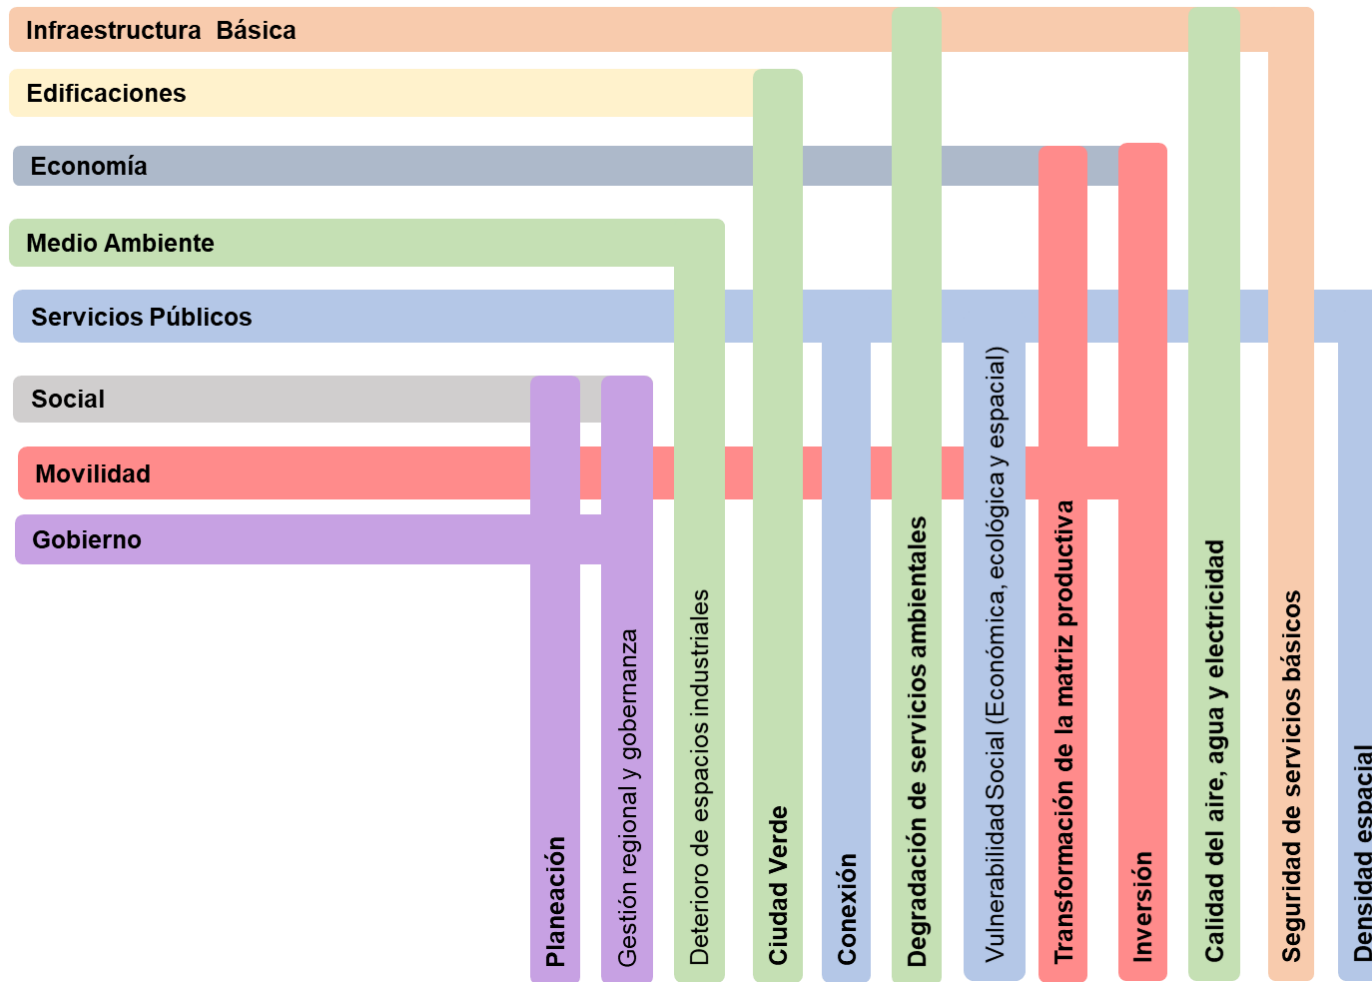 Infraestructura Básica
Edificaciones
Economía
Medio Ambiente
Servicios Públicos
Social
Movilidad
Gobierno
Planeación
Gestión regional y gobernanza
Deterioro de espacios industriales
Ciudad Verde
Conexión
Degradación de servicios ambientales
Vulnerabilidad Social (Económica, ecológica y espacial)
Transformación de la matriz productiva
Inversión
Calidad del aire, agua y electricidad
Seguridad de servicios básicos
Densidad espacial